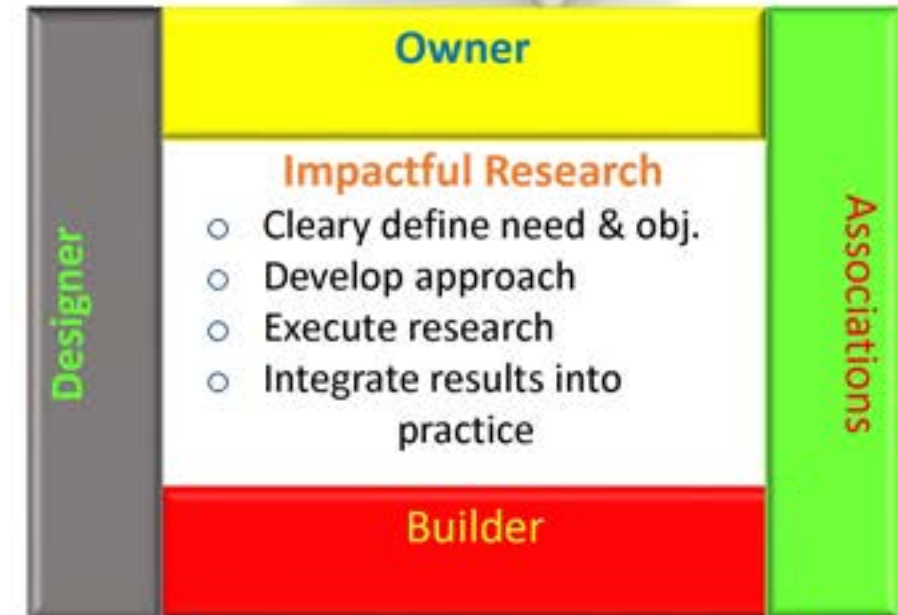 Owner
Designer
Impactful Research
○ Cleary define need & obj.
○ Develop approach
○ Execute research
○ Integrate results into
practice
Associations
Builder